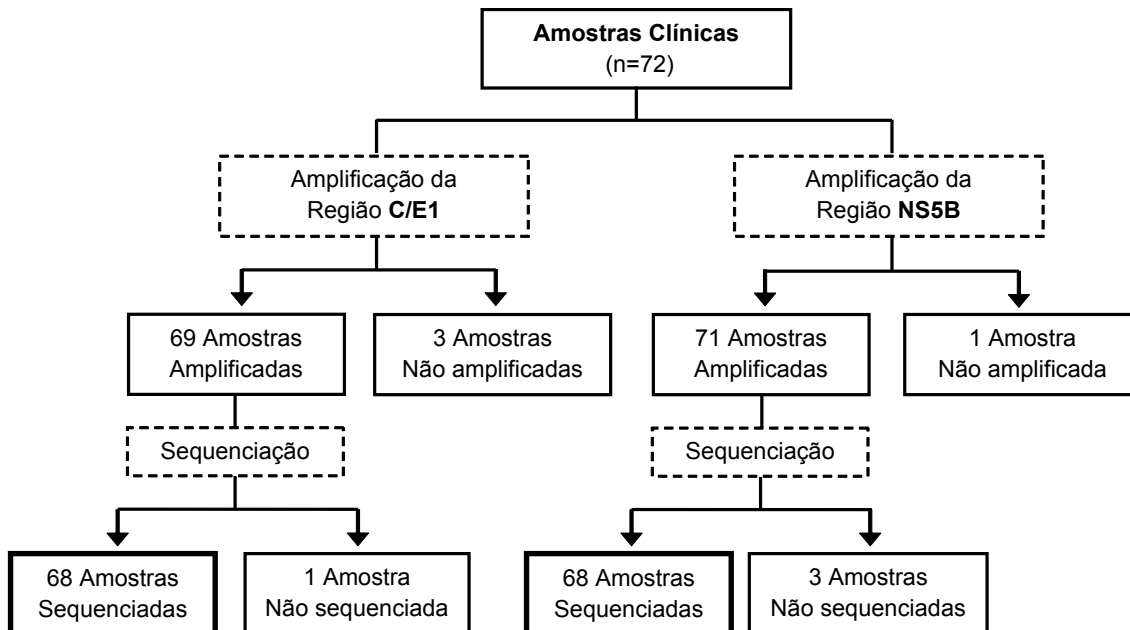 Amostras Clínicas
(n=72)
Amplificação da
Região C/E1
Amplificação da
Região NS5B
69 Amostras
Amplificadas
3 Amostras
Não amplificadas
71 Amostras
Amplificadas
1 Amostra
Não amplificada
Sequenciação
Sequenciação
68 Amostras
Sequenciadas
1 Amostra
Não sequenciada
68 Amostras
Sequenciadas
3 Amostras
Não sequenciadas